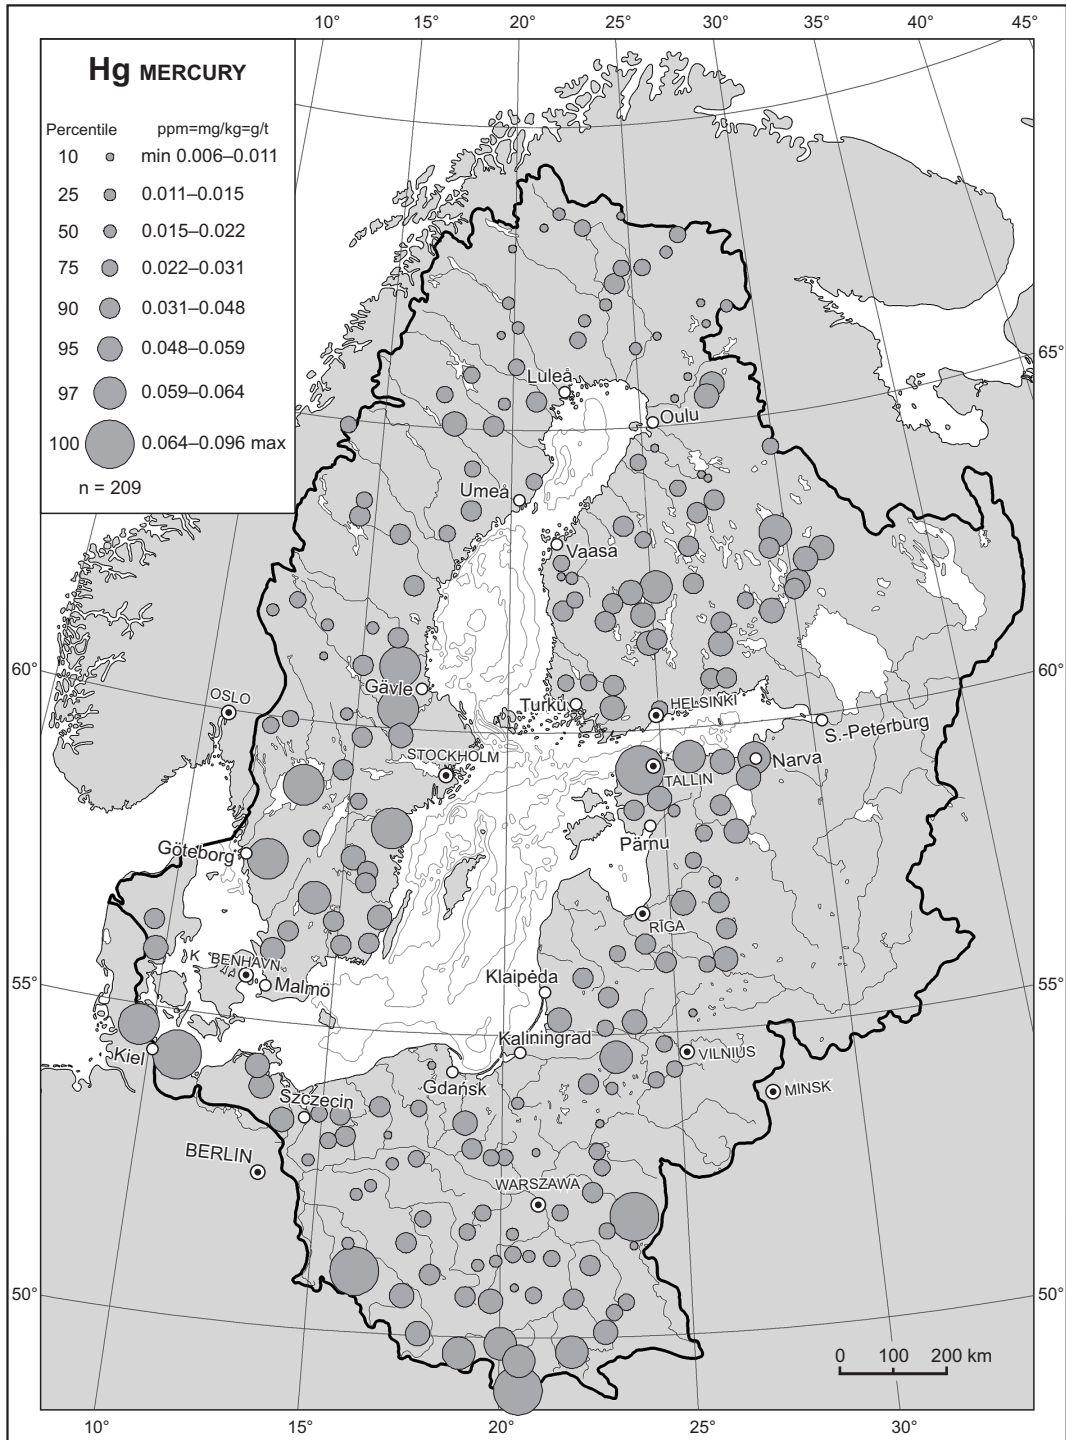 10° 15° 20° 25° 30° 35° 40° 45°
Hg MERCURY
Percentile ppm=mg/kg=g/t
10 min 0.006–0.011
25 0.011–0.015
50 0.015–0.022
75 0.022–0.031
90 0.031–0.048
95 0.048–0.059
97 0.059–0.064
100 0.064–0.096 max
n = 209
65°
Luleå
Oulu
Umeå
Vaasa
60°
60°
Gävle
OSLO
Turku
HELSINKI
S.-Peterburg
STOCKHOLM
Narva
TALLIN
Pärnu
Göteborg
RĪGA
K BENHAVN
Malmö
Klaipėda
55°
55°
Kaliningrad
VILNIUS
Kiel
Gdańsk
MINSK
Szczecin
BERLIN
WARSZAWA
50°
50°
0 100 200 km
10° 15° 20° 25° 30°